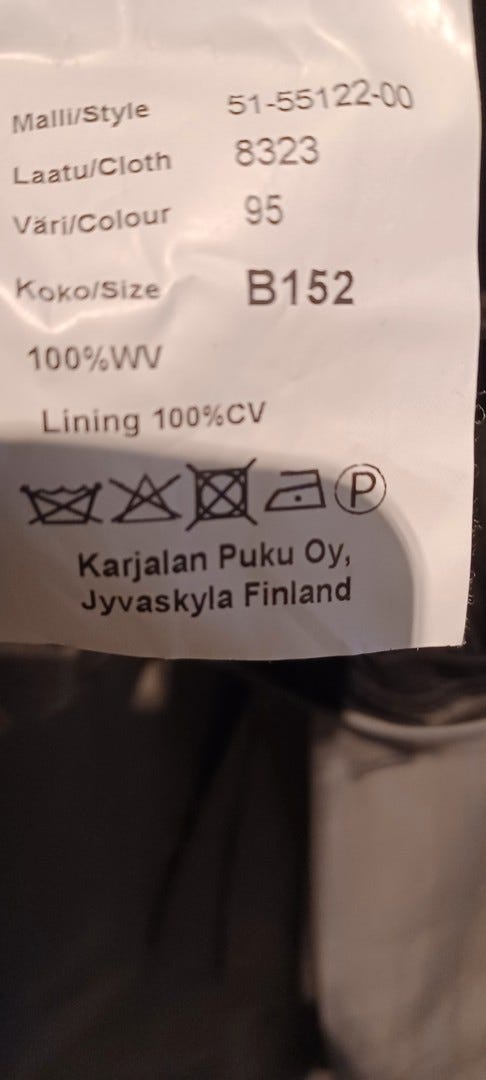 Malli/Style 51-55122-00
Laatu/Cloth 8323
Väri/Colour 95
Koko/Size B152
100%WV
Lining 100%CV
P
Karjalan Puku Oy,
Jyvaskyla Finland